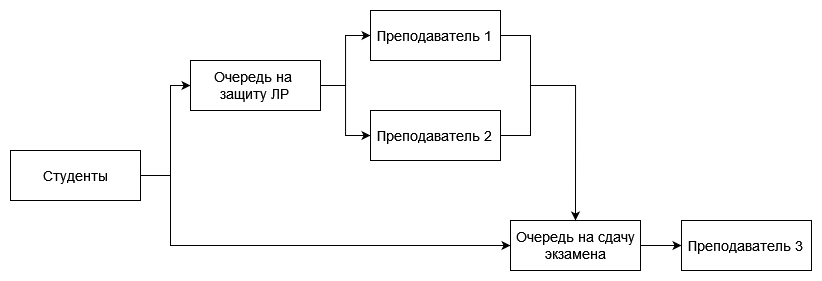 Преподаватель 1
Очередь на
защиту ЛР
Преподаватель 2
Студенты
Очередь на сдачу
экзамена
Преподаватель 3